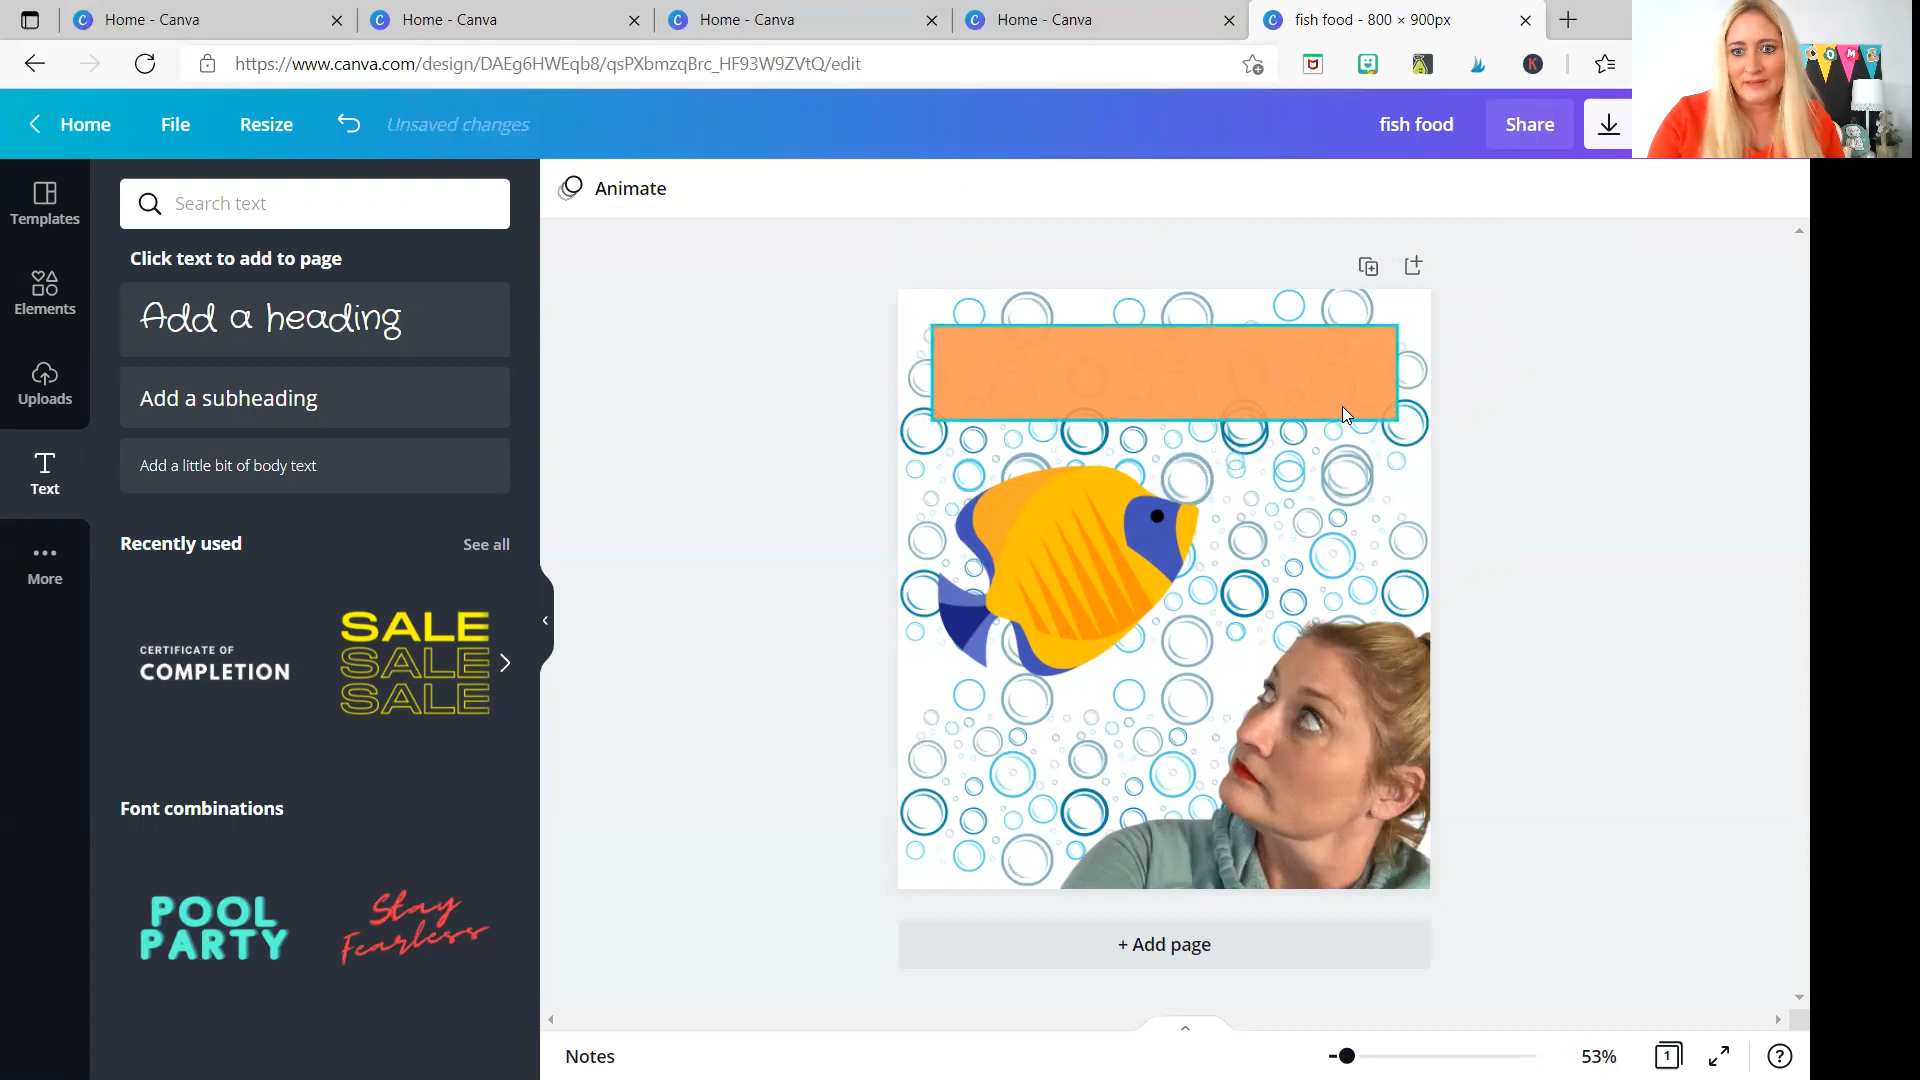 Home - Canva
Home - Canva
Home - Canva
Home - Canva
fish food - 800 × 900px
https://www.canva.com/design/DAEg6HWEqb8/qsPXbmzqBrc_HF93W9ZVtQ/edit
Home
File
Resize
Unsaved changes
fish food
Share
Templates
Elements
Uploads
Text
More
Search text
Click text to add to page
Add a heading
Add a subheading
Add a little bit of body text
Recently used
See all
CERTIFICATE OF
COMPLETION
SALE
SALE
SALE
Font combinations
POOL
PARTY
Stay
Fearless
Animate
+ Add page
Notes
53%
1